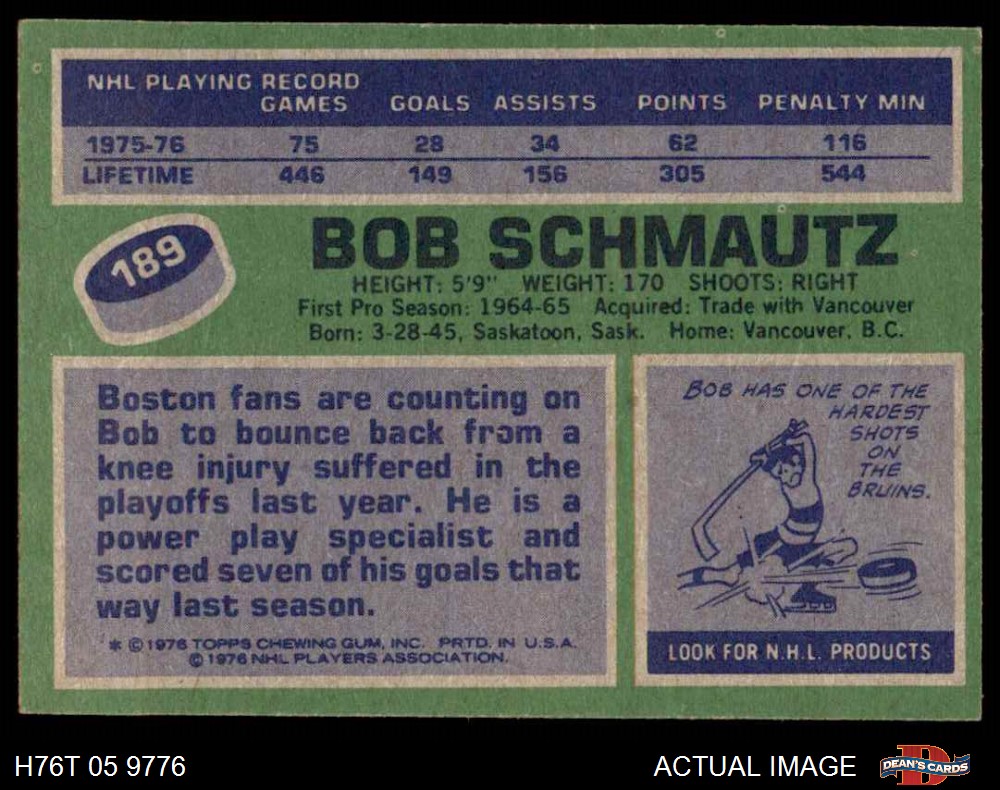 NHL PLAYING RECORD
GAMES GOALS ASSISTS POINTS PENALTY MIN
1975-76 75 28 34 62 116
LIFETIME 446 149 156 305 544
189
BOB SCHMAUTZ
HEIGHT: 5'9" WEIGHT: 170 SHOOTS: RIGHT
First Pro Season: 1964-65 Acquired: Trade with Vancouver
Born: 3-28-45, Saskatoon, Sask. Home: Vancouver, B.C.
Boston fans are counting on
Bob to bounce back from a
knee injury suffered in the
playoffs last year. He is a
power play specialist and
scored seven of his goals that
way last season.
* © 1976 TOPPS CHEWING GUM, INC. PRTD. IN U.S.A.
© 1976 NHL PLAYERS ASSOCIATION.
BOB HAS ONE OF THE
HARDEST
SHOTS
ON
THE
BRUINS.
LOOK FOR N.H.L. PRODUCTS
H76T 05 9776
ACTUAL IMAGE
D
DEAN'S CARDS